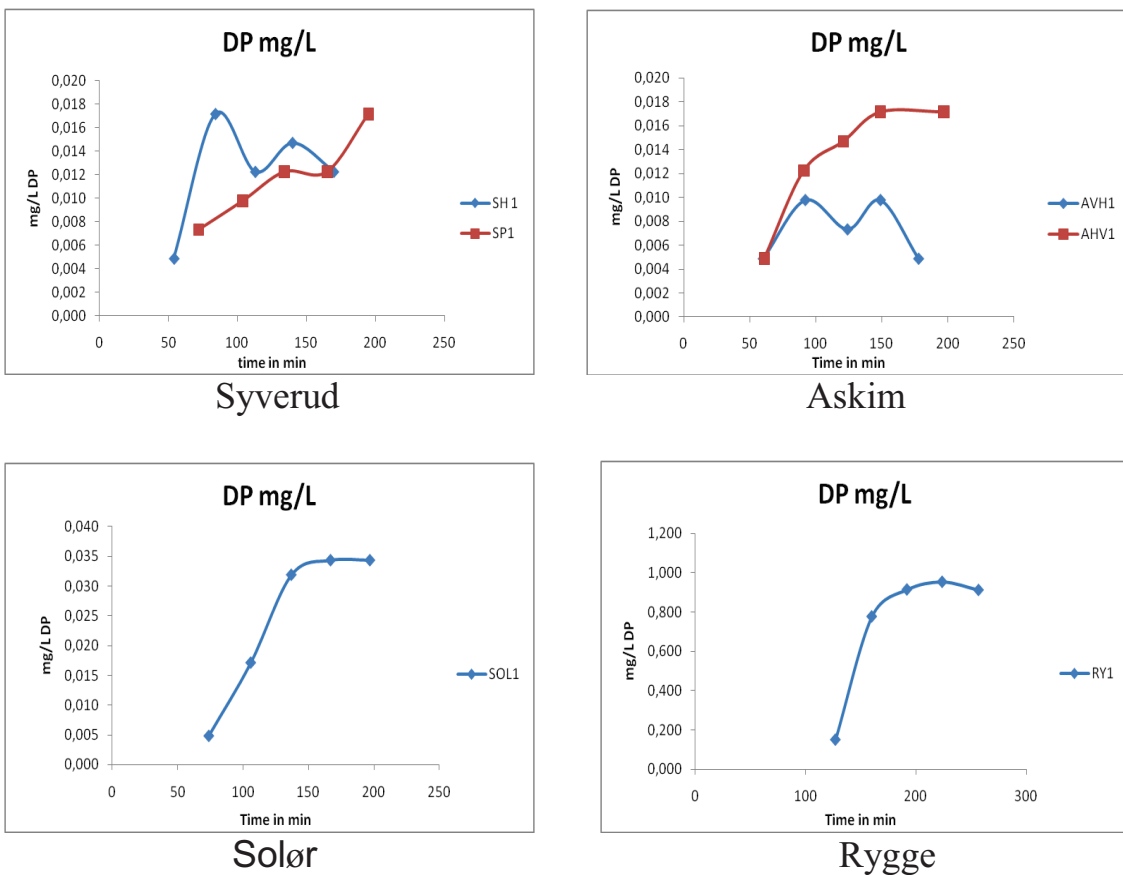 DP mg/L
0,020
0,018
0,016
0,014
0,012
0,010
0,008
0,006
0,004
0,002
0,000
mg/L DP
0 50 100 150 200 250
time in min
SH 1
SP1
Syverud
DP mg/L
0,020
0,018
0,016
0,014
0,012
0,010
0,008
0,006
0,004
0,002
0,000
mg/L DP
0 50 100 150 200 250
Time in min
AVH1
AHV1
Askim
DP mg/L
0,040
0,035
0,030
0,025
0,020
0,015
0,010
0,005
0,000
mg/L DP
0 50 100 150 200 250
Time in min
SOL1
Solør
DP mg/L
1,200
1,000
0,800
0,600
0,400
0,200
0,000
mg/L DP
0 100 200 300
Time in min
RY1
Rygge